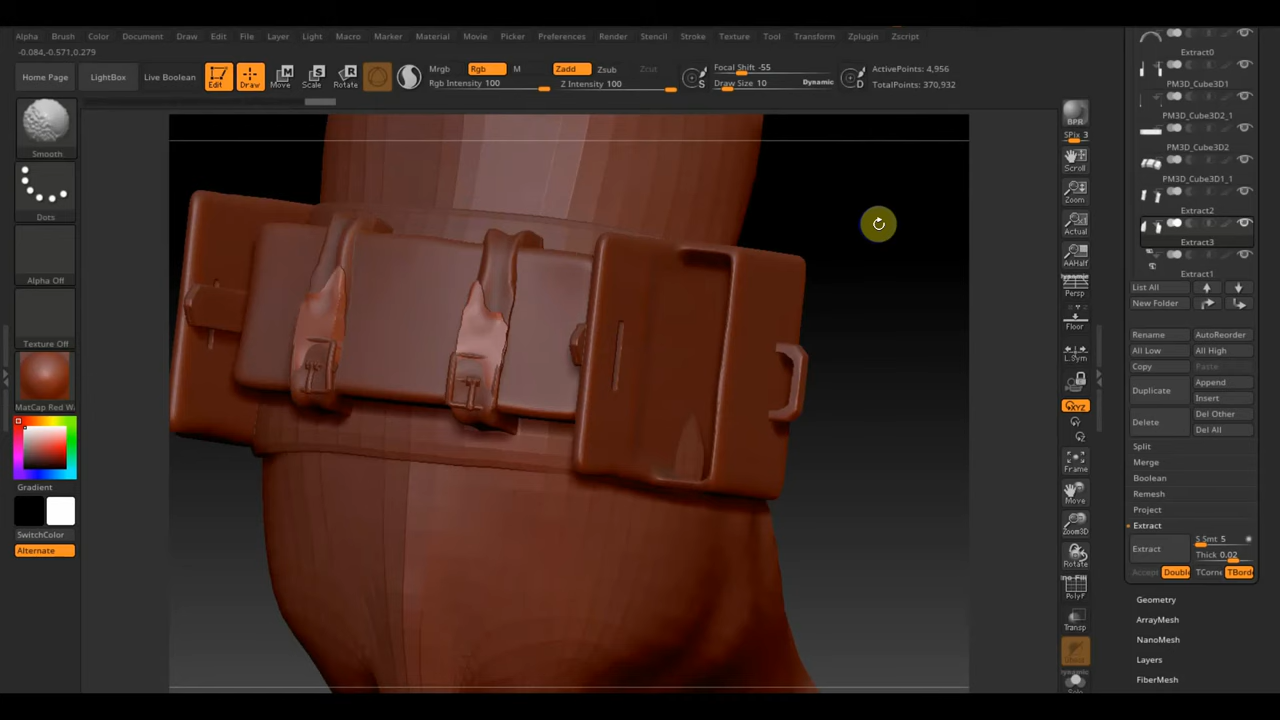 Alpha Brush Color Document Draw Edit File Layer Light Macro Marker Material Movie Picker Preferences Render Stencil Stroke Texture Tool Transform Zplugin Zscript
-0.084,-0.571,0.279
Home Page LightBox Live Boolean Edit Draw Move Scale Rotate
Mrgb Rgb M
Rgb Intensity 100
Zadd Zsub Zcut
Z Intensity 100
Focal Shift -55
Draw Size 10 Dynamic
S
D
ActivePoints: 4,956
TotalPoints: 370,932
Smooth
Dots
Alpha Off
Texture Off
MatCap Red W
Gradient
SwitchColor
Alternate
BPR
SPix 3
Scroll
Zoom
Actual
AAHalf
Dynamic
Persp
Floor
L.Sym
XYZ
Y
Z
Frame
Move
Zoom3D
Rotate
PolyF
Transp
Dynamic
Solo
Extract0
PM3D_Cube3D1
PM3D_Cube3D2_1
PM3D_Cube3D2
PM3D_Cube3D1_1
Extract2
Extract3
Extract1
List All
New Folder
Rename AutoReorder
All Low All High
Copy Paste
Duplicate Append
Insert
Delete Del Other
Del All
Split
Merge
Boolean
Remesh
Project
Extract
Extract S Smt 5
Thick 0.02
Accept Double TCorne TBord
Geometry
ArrayMesh
NanoMesh
Layers
FiberMesh